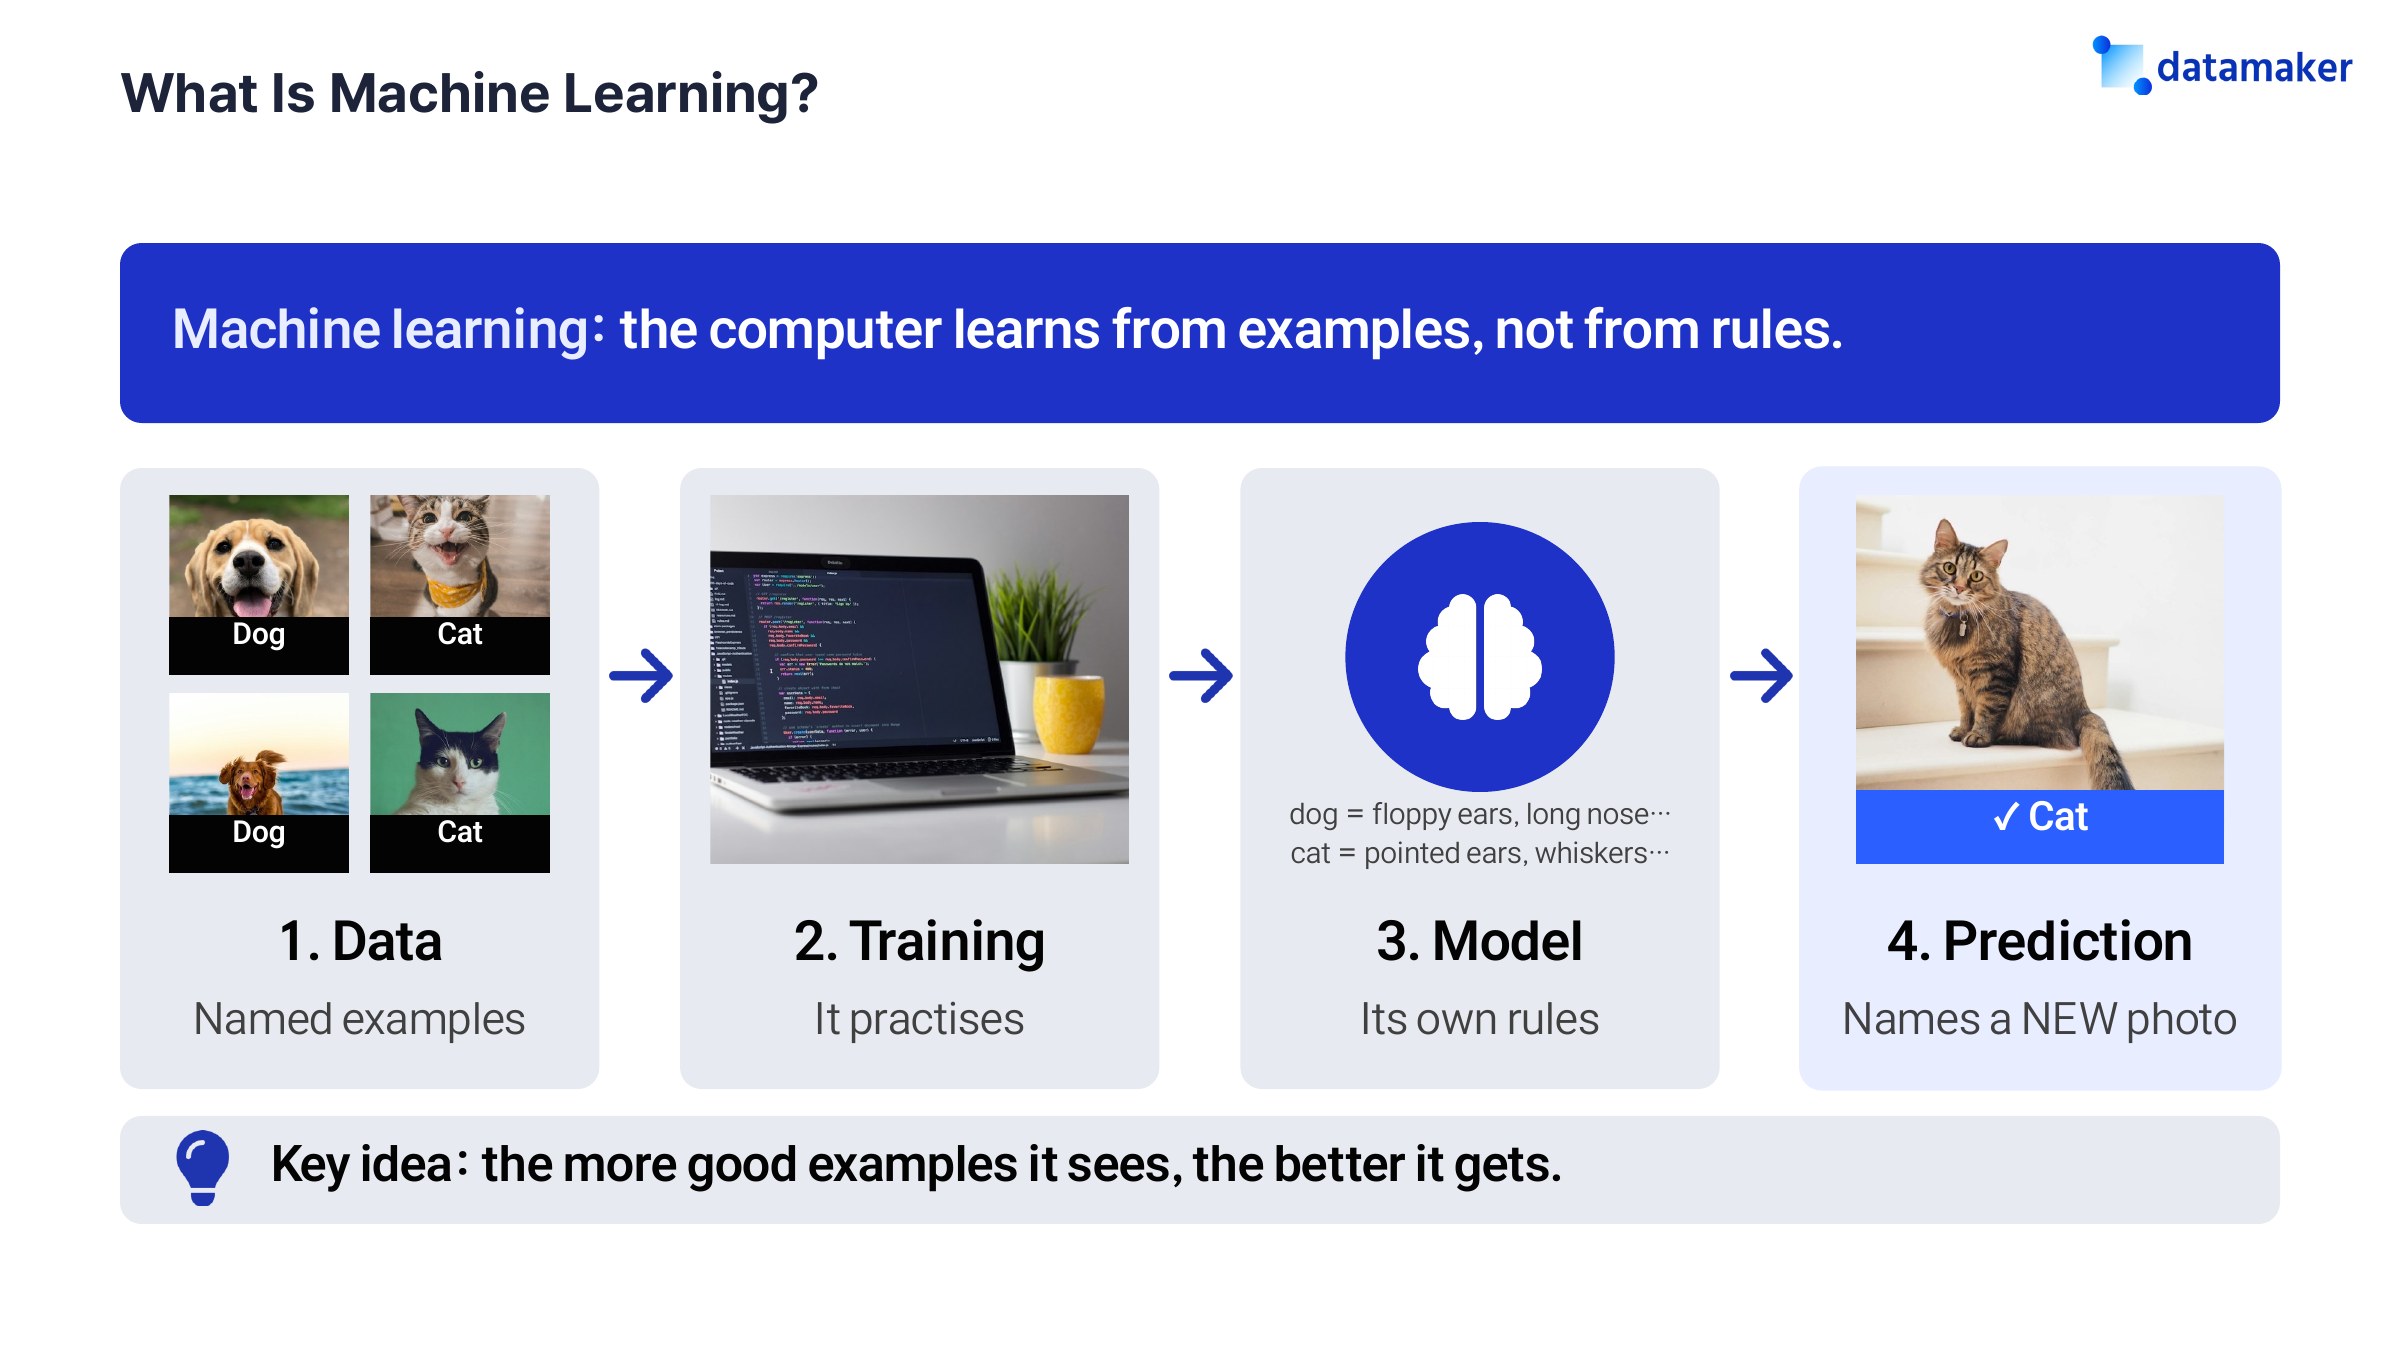 What Is Machine Learning?
datamaker
Machine learning: the computer learns from examples, not from rules.
Dog
Cat
Dog
Cat
1. Data
Named examples
2. Training
It practises
dog = floppy ears, long nose…
cat = pointed ears, whiskers…
3. Model
Its own rules
✓ Cat
4. Prediction
Names a NEW photo
Key idea: the more good examples it sees, the better it gets.